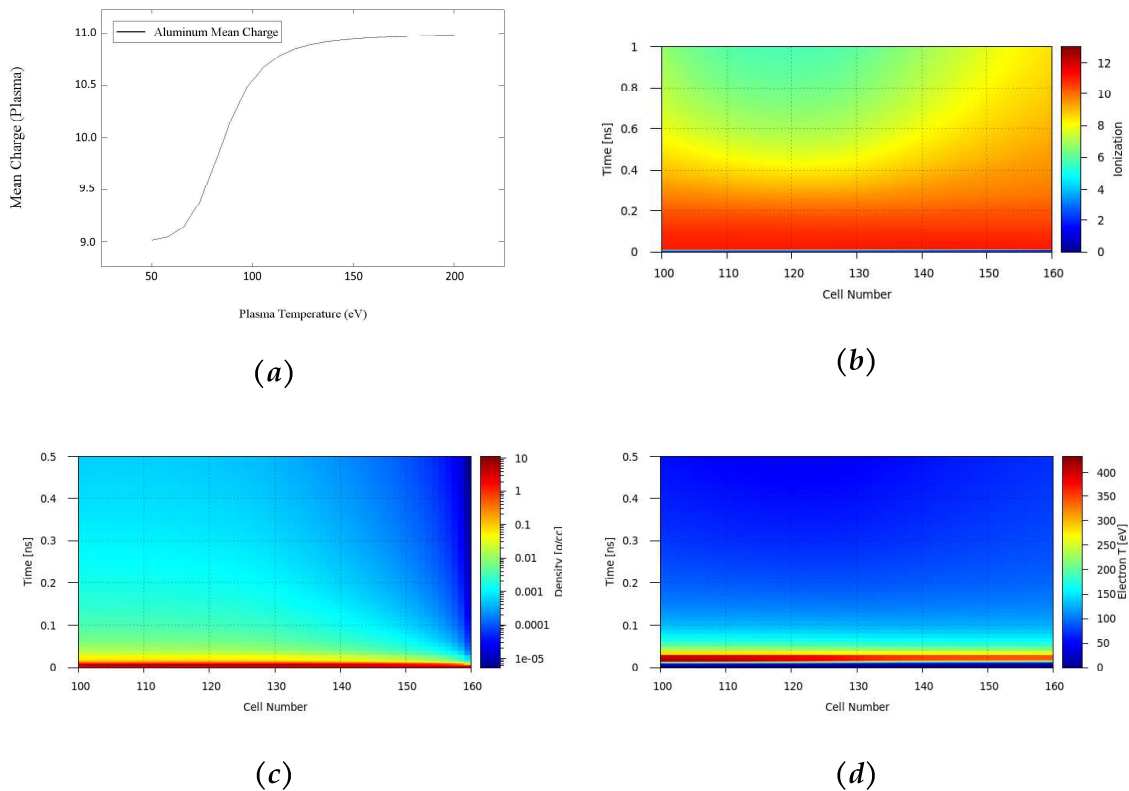 11.0
10.5
10.0
9.5
9.0
Aluminum Mean Charge
Mean Charge (Plasma)
50 100 150 200
Plasma Temperature (eV)
(a)
1
0.8
0.6
0.4
0.2
0
Time [ns]
100 110 120 130 140 150 160
Cell Number
12
10
8
6
4
2
0
Ionization
(b)
0.5
0.4
0.3
0.2
0.1
0
Time [ns]
100 110 120 130 140 150 160
Cell Number
10
1
0.1
0.01
0.001
0.0001
1e-05
Density [g/cc]
(c)
0.5
0.4
0.3
0.2
0.1
0
Time [ns]
100 110 120 130 140 150 160
Cell Number
400
350
300
250
200
150
100
50
0
Electron T [eV]
(d)